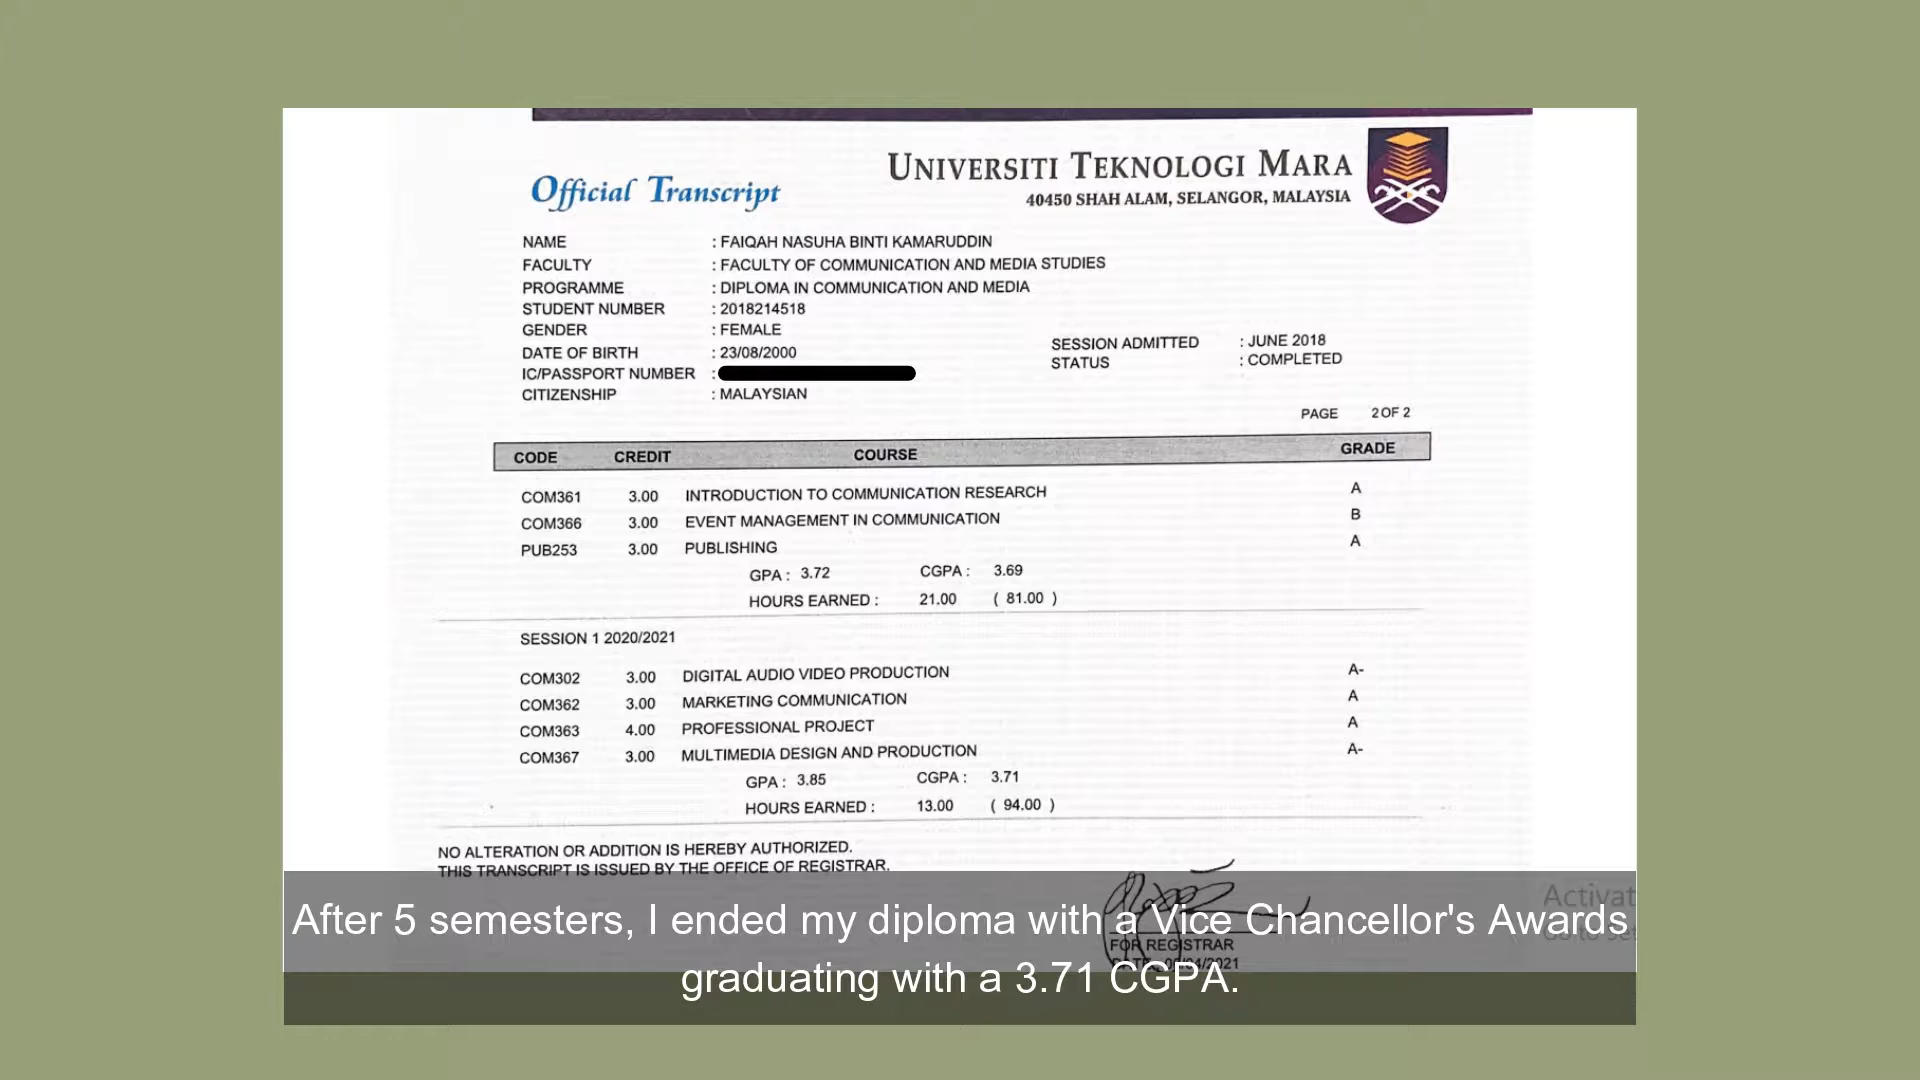 UNIVERSITI TEKNOLOGI MARA
Official Transcript
40450 SHAH ALAM, SELANGOR, MALAYSIA
NAME : FAIQAH NASUHA BINTI KAMARUDDIN
FACULTY : FACULTY OF COMMUNICATION AND MEDIA STUDIES
PROGRAMME : DIPLOMA IN COMMUNICATION AND MEDIA
STUDENT NUMBER : 2018214518
GENDER : FEMALE
DATE OF BIRTH : 23/08/2000
SESSION ADMITTED : JUNE 2018
STATUS : COMPLETED
IC/PASSPORT NUMBER :
CITIZENSHIP : MALAYSIAN
PAGE 2 OF 2
CODE CREDIT COURSE GRADE
COM361 3.00 INTRODUCTION TO COMMUNICATION RESEARCH A
COM366 3.00 EVENT MANAGEMENT IN COMMUNICATION B
PUB253 3.00 PUBLISHING A
GPA : 3.72 CGPA : 3.69
HOURS EARNED : 21.00 ( 81.00 )
SESSION 1 2020/2021
COM302 3.00 DIGITAL AUDIO VIDEO PRODUCTION A-
COM362 3.00 MARKETING COMMUNICATION A
COM363 4.00 PROFESSIONAL PROJECT A
COM367 3.00 MULTIMEDIA DESIGN AND PRODUCTION A-
GPA : 3.85 CGPA : 3.71
HOURS EARNED : 13.00 ( 94.00 )
NO ALTERATION OR ADDITION IS HEREBY AUTHORIZED.
THIS TRANSCRIPT IS ISSUED BY THE OFFICE OF REGISTRAR.
Activat
After 5 semesters, I ended my diploma with a Vice Chancellor's Awards
FOR REGISTRAR
graduating with a 3.71 CGPA.